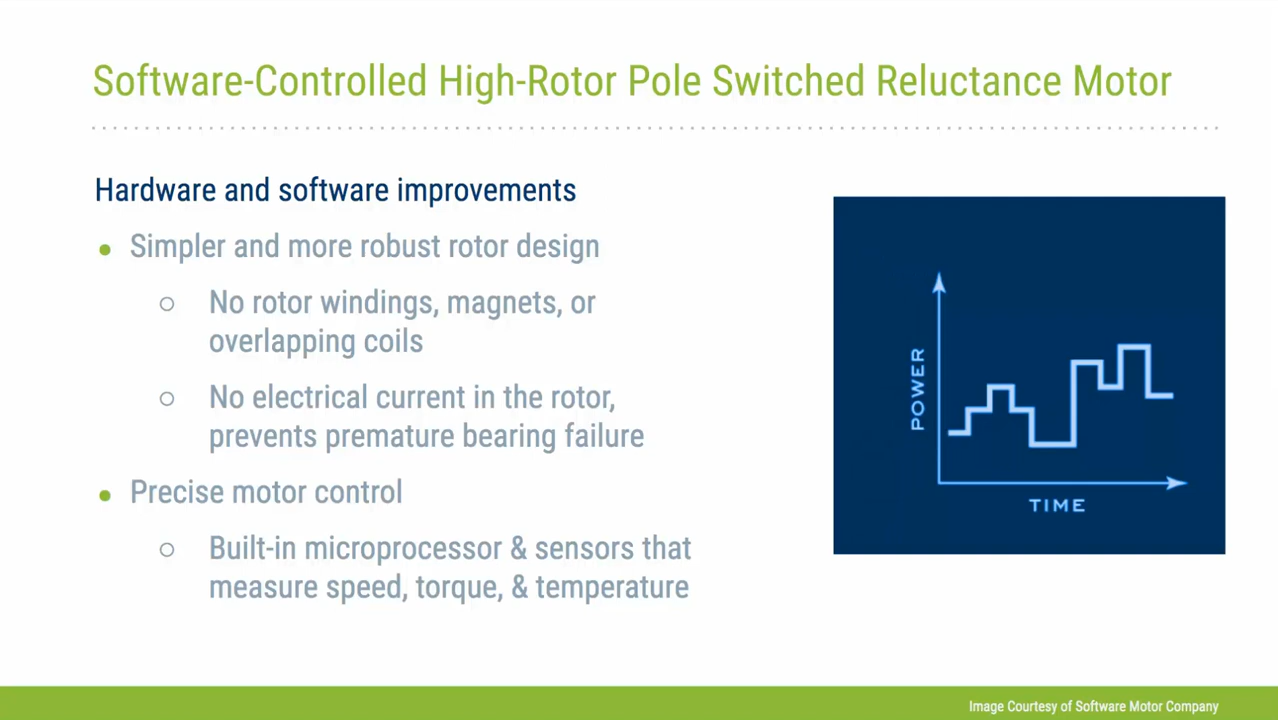 Software-Controlled High-Rotor Pole Switched Reluctance Motor
Hardware and software improvements
Simpler and more robust rotor design
No rotor windings, magnets, or
overlapping coils
No electrical current in the rotor,
prevents premature bearing failure
Precise motor control
Built-in microprocessor & sensors that
measure speed, torque, & temperature
POWER
TIME
Image Courtesy of Software Motor Company